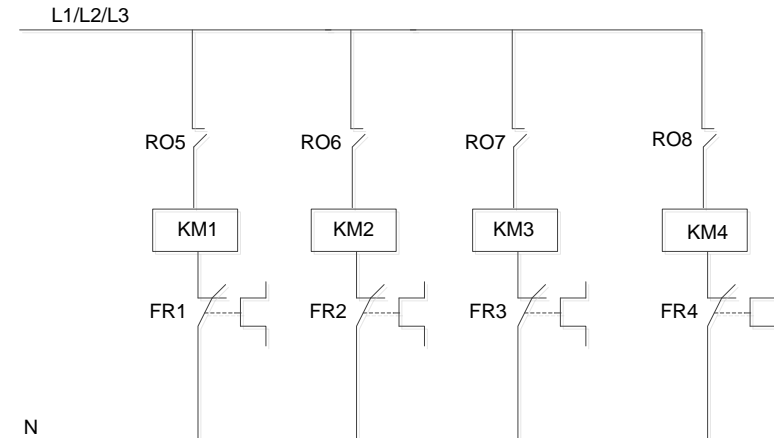 L1/L2/L3
RO5 RO6 RO7 RO8
KM1 KM2 KM3 KM4
FR1 FR2 FR3 FR4
N